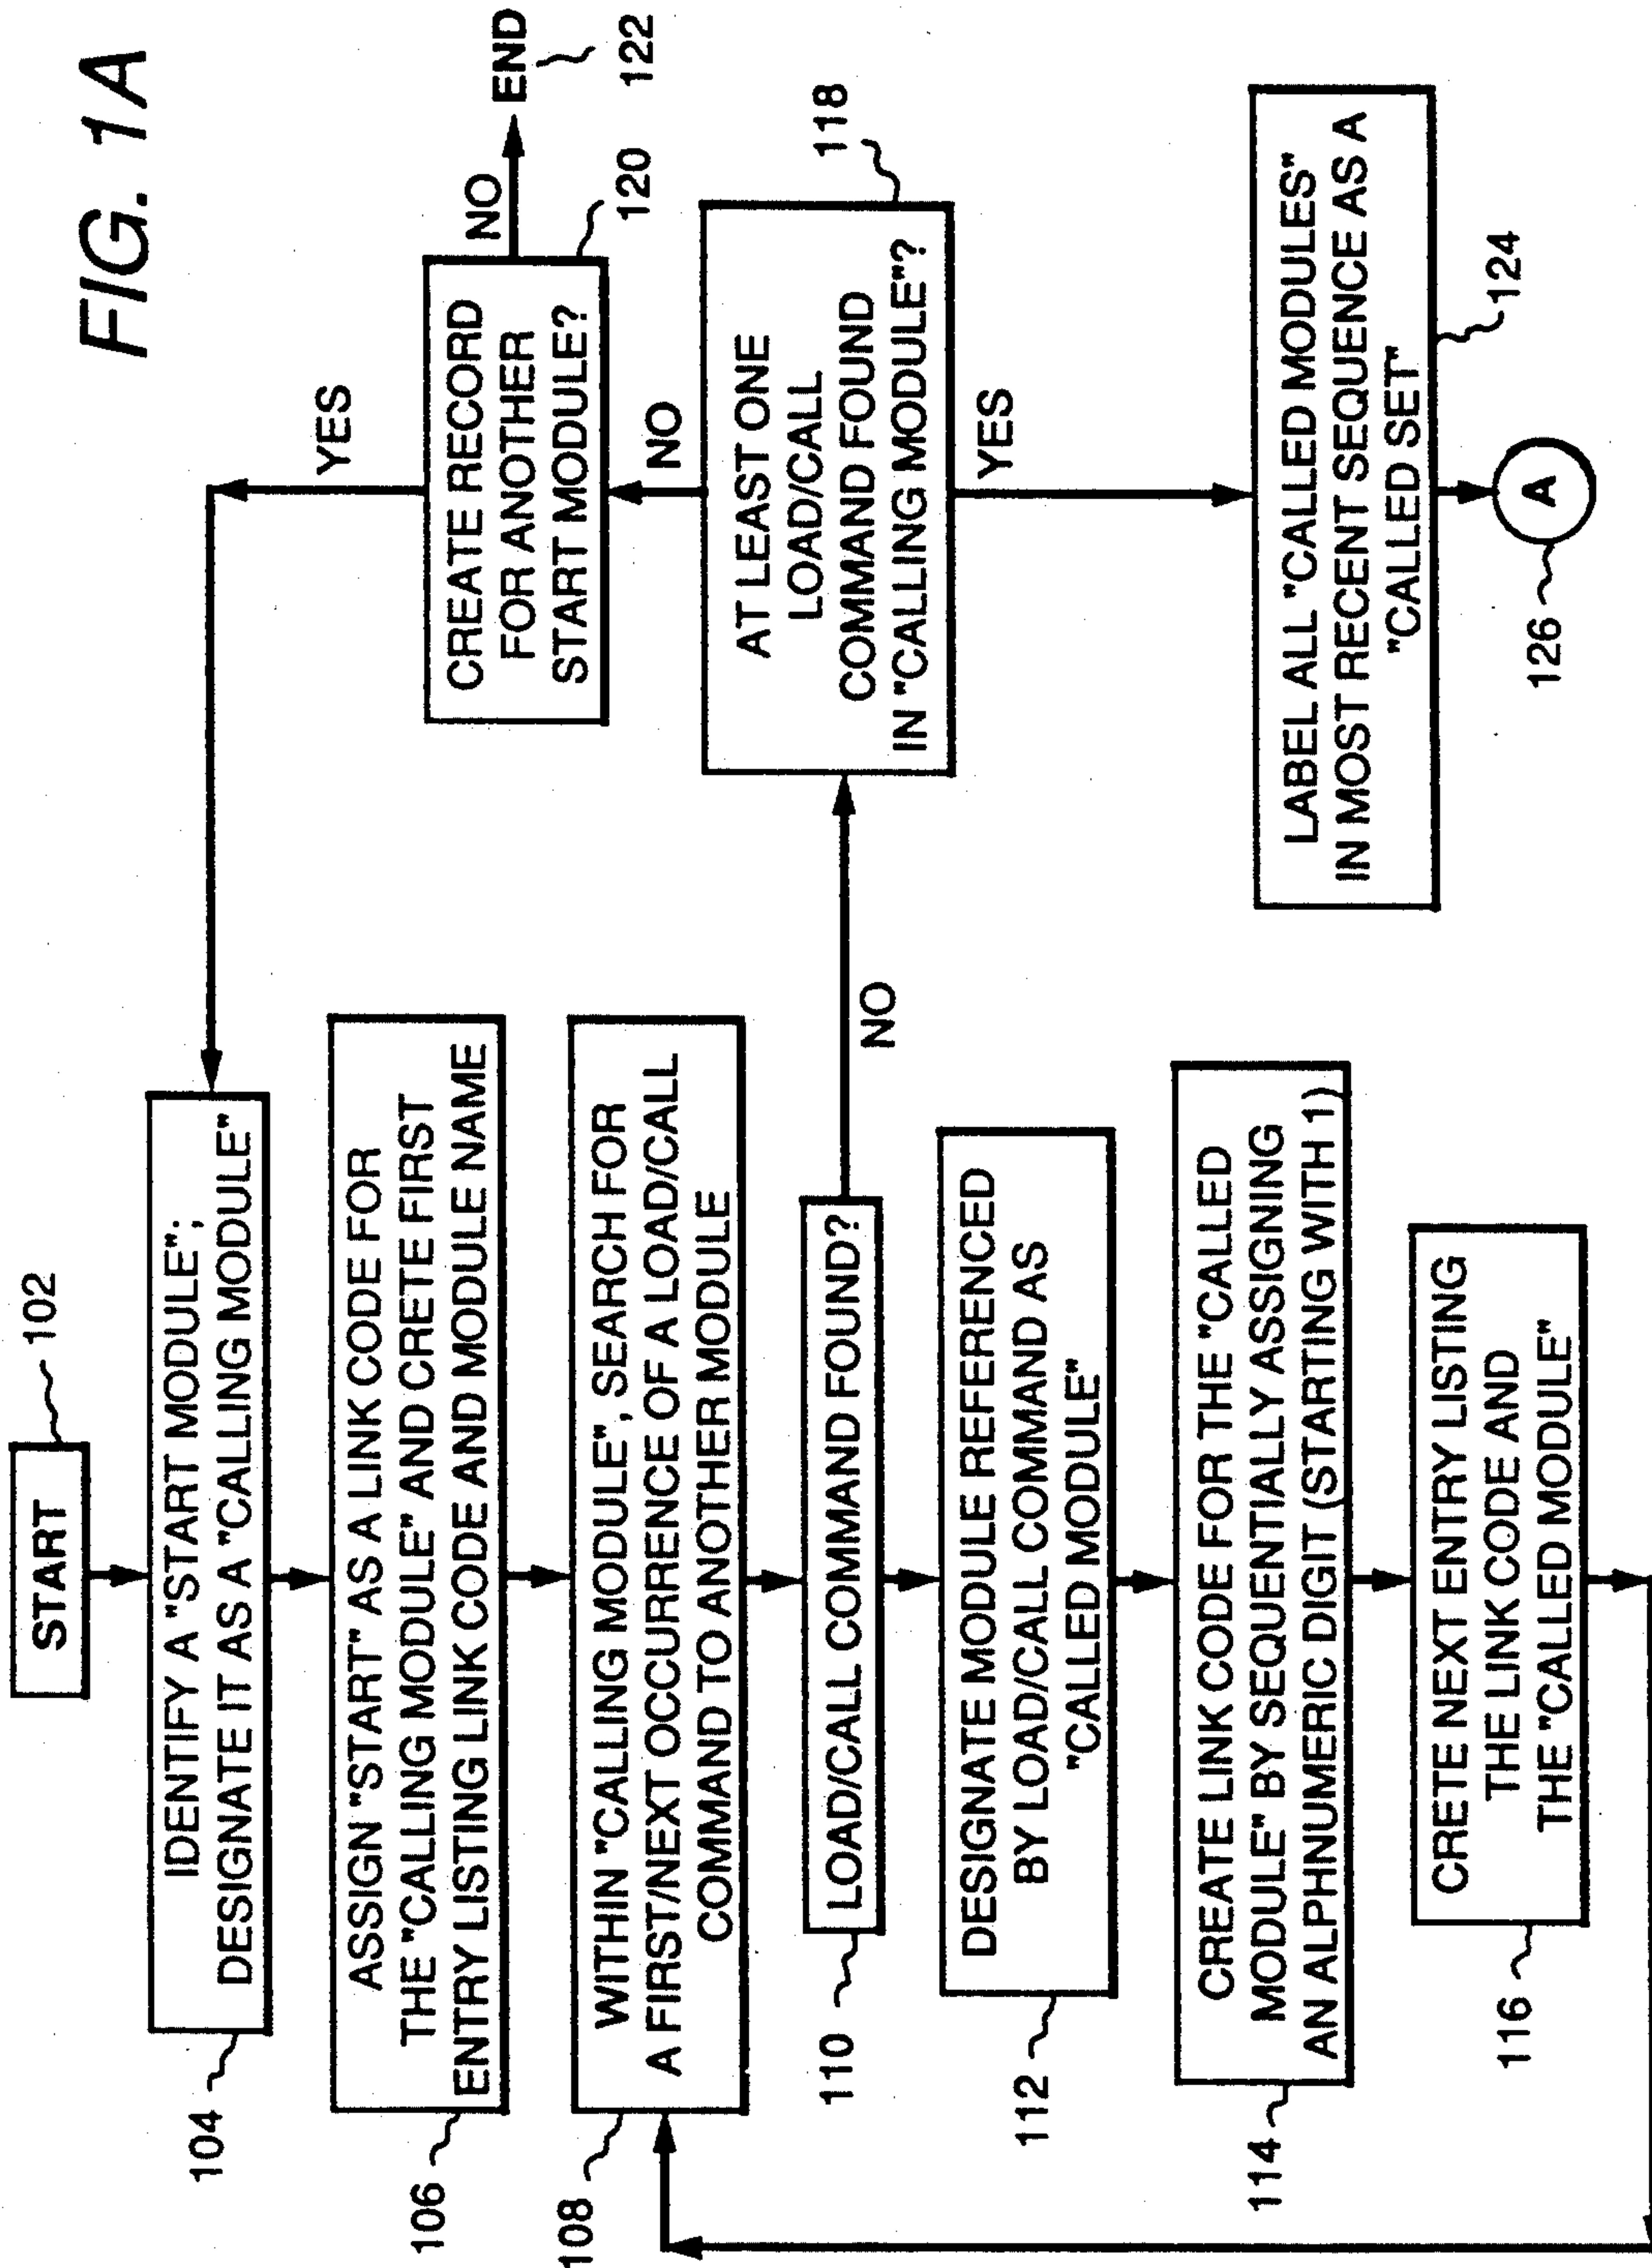 FIG. 1A
START
102
IDENTIFY A "START MODULE";
DESIGNATE IT AS A "CALLING MODULE"
104
ASSIGN "START" AS A LINK CODE FOR
THE "CALLING MODULE" AND CRETE FIRST
ENTRY LISTING LINK CODE AND MODULE NAME
106
WITHIN "CALLING MODULE", SEARCH FOR
A FIRST/NEXT OCCURRENCE OF A LOAD/CALL
COMMAND TO ANOTHER MODULE
108
LOAD/CALL COMMAND FOUND?
110
NO
DESIGNATE MODULE REFERENCED
BY LOAD/CALL COMMAND AS
"CALLED MODULE"
112
CREATE LINK CODE FOR THE "CALLED
MODULE" BY SEQUENTIALLY ASSIGNING
AN ALPHNUMERIC DIGIT (STARTING WITH 1)
114
CRETE NEXT ENTRY LISTING
THE LINK CODE AND
THE "CALLED MODULE"
116
YES
CREATE RECORD
FOR ANOTHER
START MODULE?
120
NO
END
122
NO
AT LEAST ONE
LOAD/CALL
COMMAND FOUND
IN "CALLING MODULE"?
118
YES
LABEL ALL "CALLED MODULES"
IN MOST RECENT SEQUENCE AS A
"CALLED SET"
124
A
126